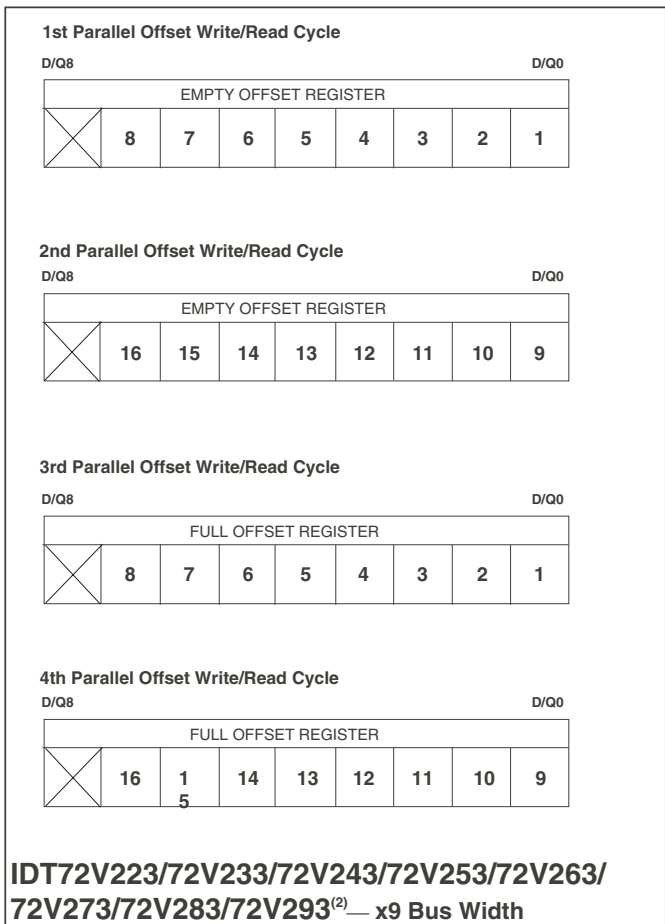 1st Parallel Offset Write/Read Cycle
D/Q8 D/Q0
EMPTY OFFSET REGISTER
8 7 6 5 4 3 2 1
2nd Parallel Offset Write/Read Cycle
D/Q8 D/Q0
EMPTY OFFSET REGISTER
16 15 14 13 12 11 10 9
3rd Parallel Offset Write/Read Cycle
D/Q8 D/Q0
FULL OFFSET REGISTER
8 7 6 5 4 3 2 1
4th Parallel Offset Write/Read Cycle
D/Q8 D/Q0
FULL OFFSET REGISTER
16 1 14 13 12 11 10 9
5
IDT72V223/72V233/72V243/72V253/72V263/
72V273/72V283/72V293(2)— x9 Bus Width